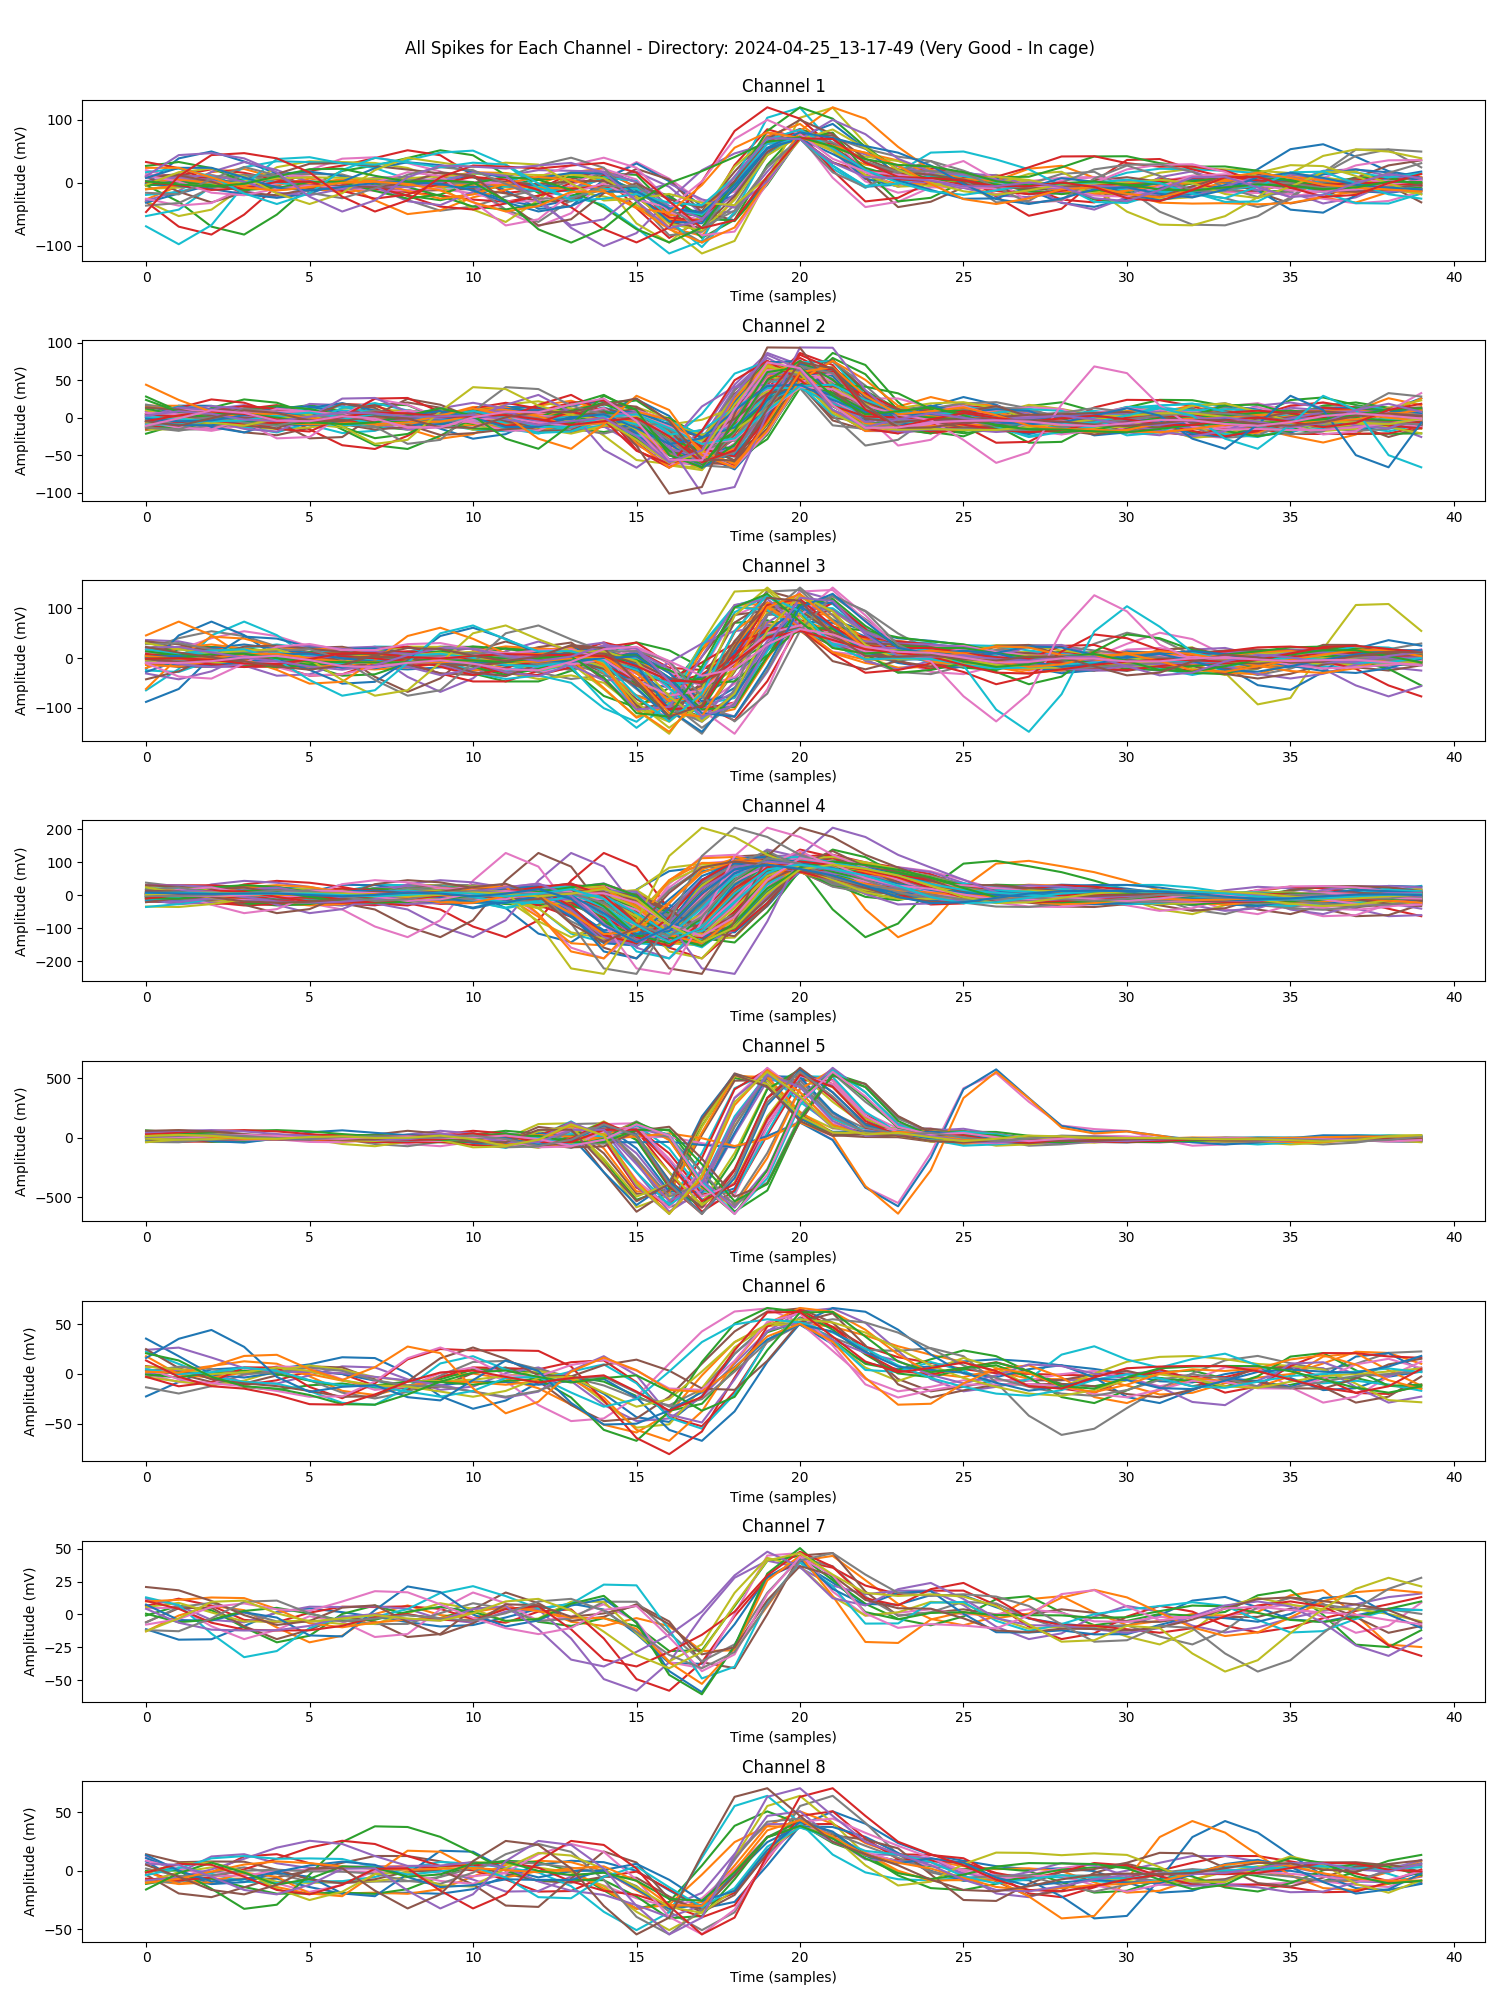 All Spikes for Each Channel - Directory: 2024-04-25_13-17-49 (Very Good - In cage)
Channel 1
Amplitude (mV)
100
0
−100
0 5 10 15 20 25 30 35 40
Time (samples)
Channel 2
Amplitude (mV)
100
50
0
−50
−100
0 5 10 15 20 25 30 35 40
Time (samples)
Channel 3
Amplitude (mV)
100
0
−100
0 5 10 15 20 25 30 35 40
Time (samples)
Channel 4
Amplitude (mV)
200
100
0
−100
−200
0 5 10 15 20 25 30 35 40
Time (samples)
Channel 5
Amplitude (mV)
500
0
−500
0 5 10 15 20 25 30 35 40
Time (samples)
Channel 6
Amplitude (mV)
50
0
−50
0 5 10 15 20 25 30 35 40
Time (samples)
Channel 7
Amplitude (mV)
50
25
0
−25
−50
0 5 10 15 20 25 30 35 40
Time (samples)
Channel 8
Amplitude (mV)
50
0
−50
0 5 10 15 20 25 30 35 40
Time (samples)